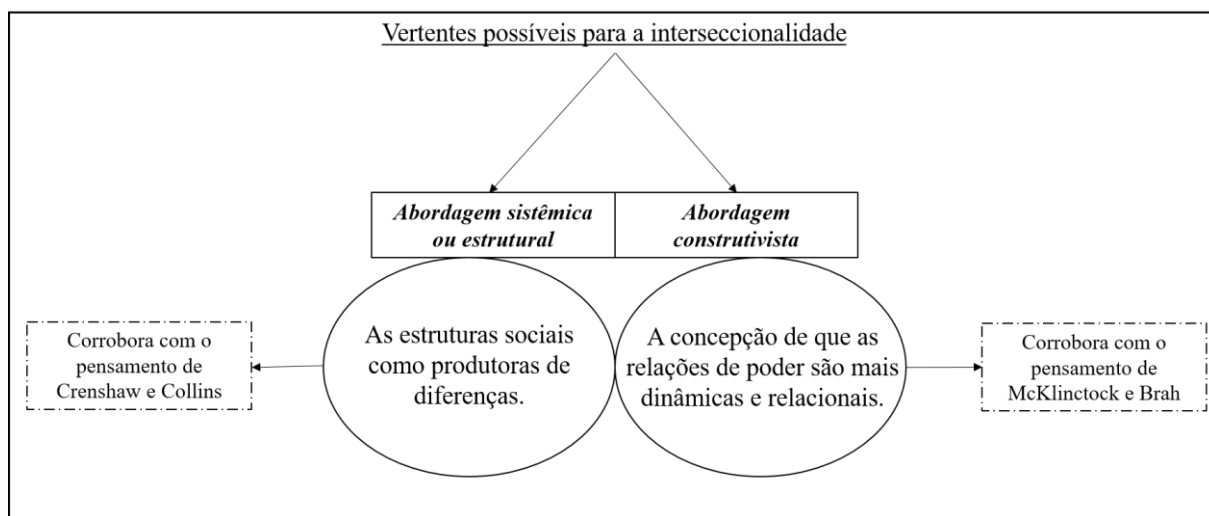 Vertentes possíveis para a interseccionalidade
Abordagem sistêmica
ou estrutural
Abordagem
construtivista
As estruturas sociais
como produtoras de
diferenças.
A concepção de que as
relações de poder são mais
dinâmicas e relacionais.
Corrobora com o
pensamento de
Crenshaw e Collins
Corrobora com o
pensamento de
McKlinctock e Brah